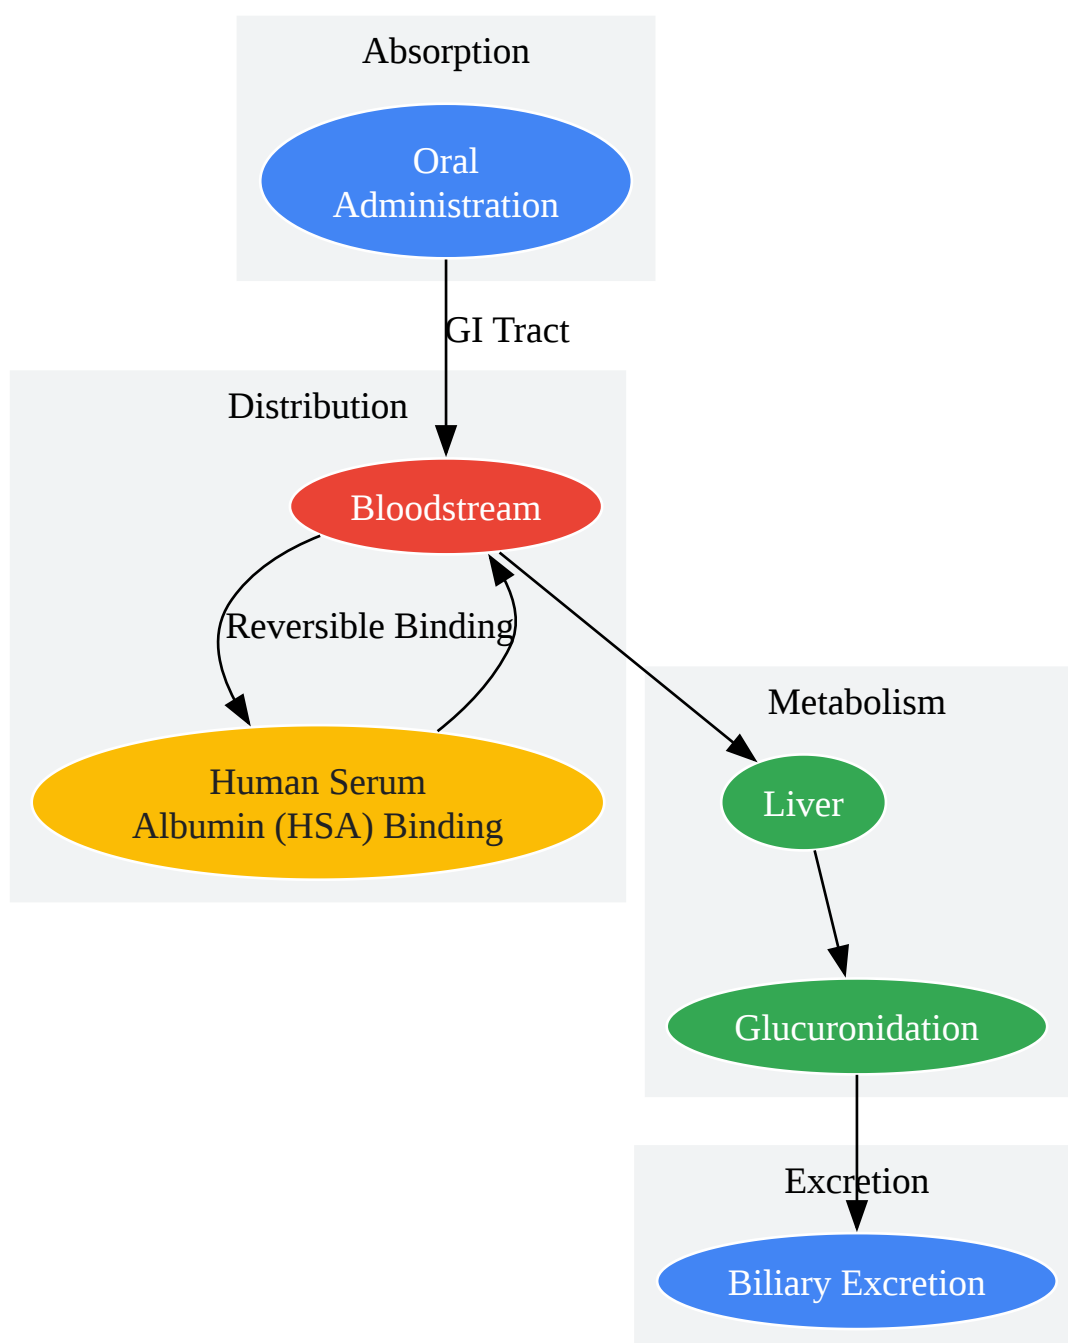 Absorption
Oral
Administration
GI Tract
Distribution
Bloodstream
Reversible Binding
Human Serum
Albumin (HSA) Binding
Metabolism
Liver
Glucuronidation
Excretion
Biliary Excretion